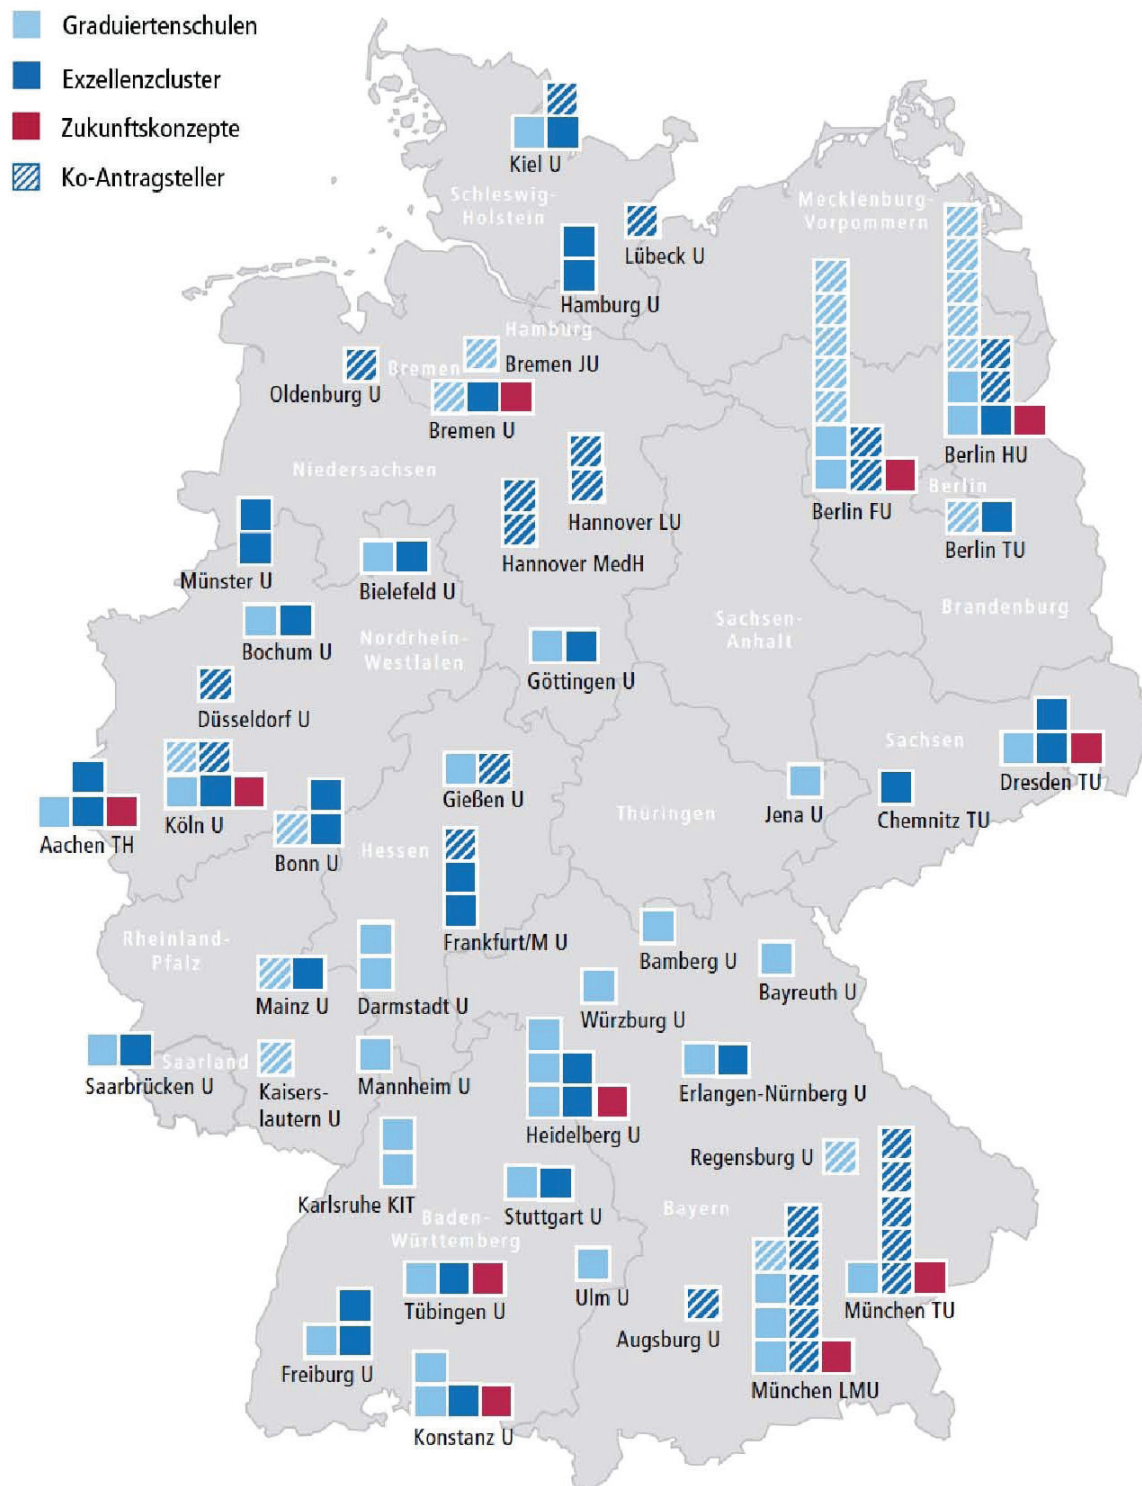 Graduiertenschulen
Exzellenzcluster
Zukunftskonzepte
Ko-Antragsteller
Kiel U
Schleswig-
Holstein
Mecklenburg-
Vorpommern
Lübeck U
Hamburg U
Hamburg
Bremen JU
Bremen
Oldenburg U
Bremen U
Berlin HU
Niedersachsen
Berlin
Berlin FU
Hannover LU
Berlin TU
Hannover MedH
Münster U
Bielefeld U
Brandenburg
Sachsen-
Anhalt
Nordrhein-
Westfalen
Bochum U
Göttingen U
Düsseldorf U
Sachsen
Dresden TU
Gießen U
Thüringen
Jena U
Chemnitz TU
Köln U
Aachen TH
Bonn U
Hessen
Frankfurt/M U
Rheinland-
Pfalz
Bamberg U
Bayreuth U
Mainz U
Darmstadt U
Würzburg U
Saarland
Saarbrücken U
Kaisers-
lautern U
Mannheim U
Erlangen-Nürnberg U
Heidelberg U
Regensburg U
Karlsruhe KIT
Stuttgart U
Bayern
Baden-
Württemberg
Ulm U
Tübingen U
München TU
Augsburg U
Freiburg U
München LMU
Konstanz U